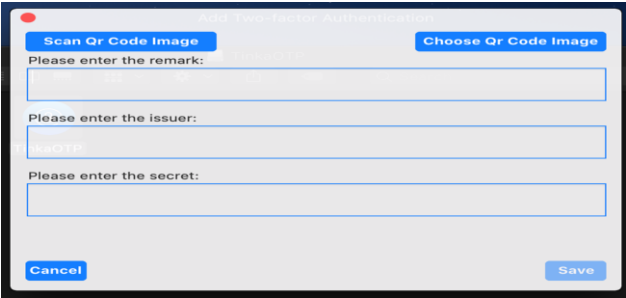 Add Two-factor Authentication
Scan Qr Code Image
Choose Qr Code Image
Please enter the remark:
Please enter the issuer:
TinkaOTP
Please enter the secret:
Cancel
Save